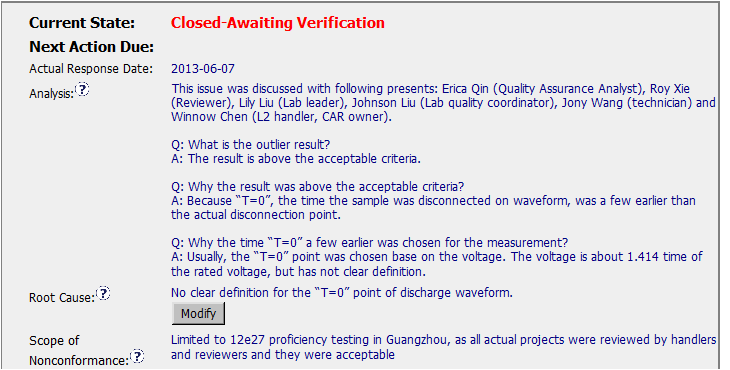 Current State: Closed-Awaiting Verification
Next Action Due:
Actual Response Date: 2013-06-07
Analysis: ? This issue was discussed with following presents: Erica Qin (Quality Assurance Analyst), Roy Xie
(Reviewer), Lily Liu (Lab leader), Johnson Liu (Lab quality coordinator), Jony Wang (technician) and
Winnow Chen (L2 handler, CAR owner).
Q: What is the outlier result?
A: The result is above the acceptable criteria.
Q: Why the result was above the acceptable criteria?
A: Because “T=0”, the time the sample was disconnected on waveform, was a few earlier than
the actual disconnection point.
Q: Why the time “T=0” a few earlier was chosen for the measurement?
A: Usually, the “T=0” point was chosen base on the voltage. The voltage is about 1.414 time of
the rated voltage, but has not clear definition.
Root Cause: ? No clear definition for the “T=0” point of discharge waveform.
Modify
Scope of Limited to 12e27 proficiency testing in Guangzhou, as all actual projects were reviewed by handlers
Nonconformance: ? and reviewers and they were acceptable